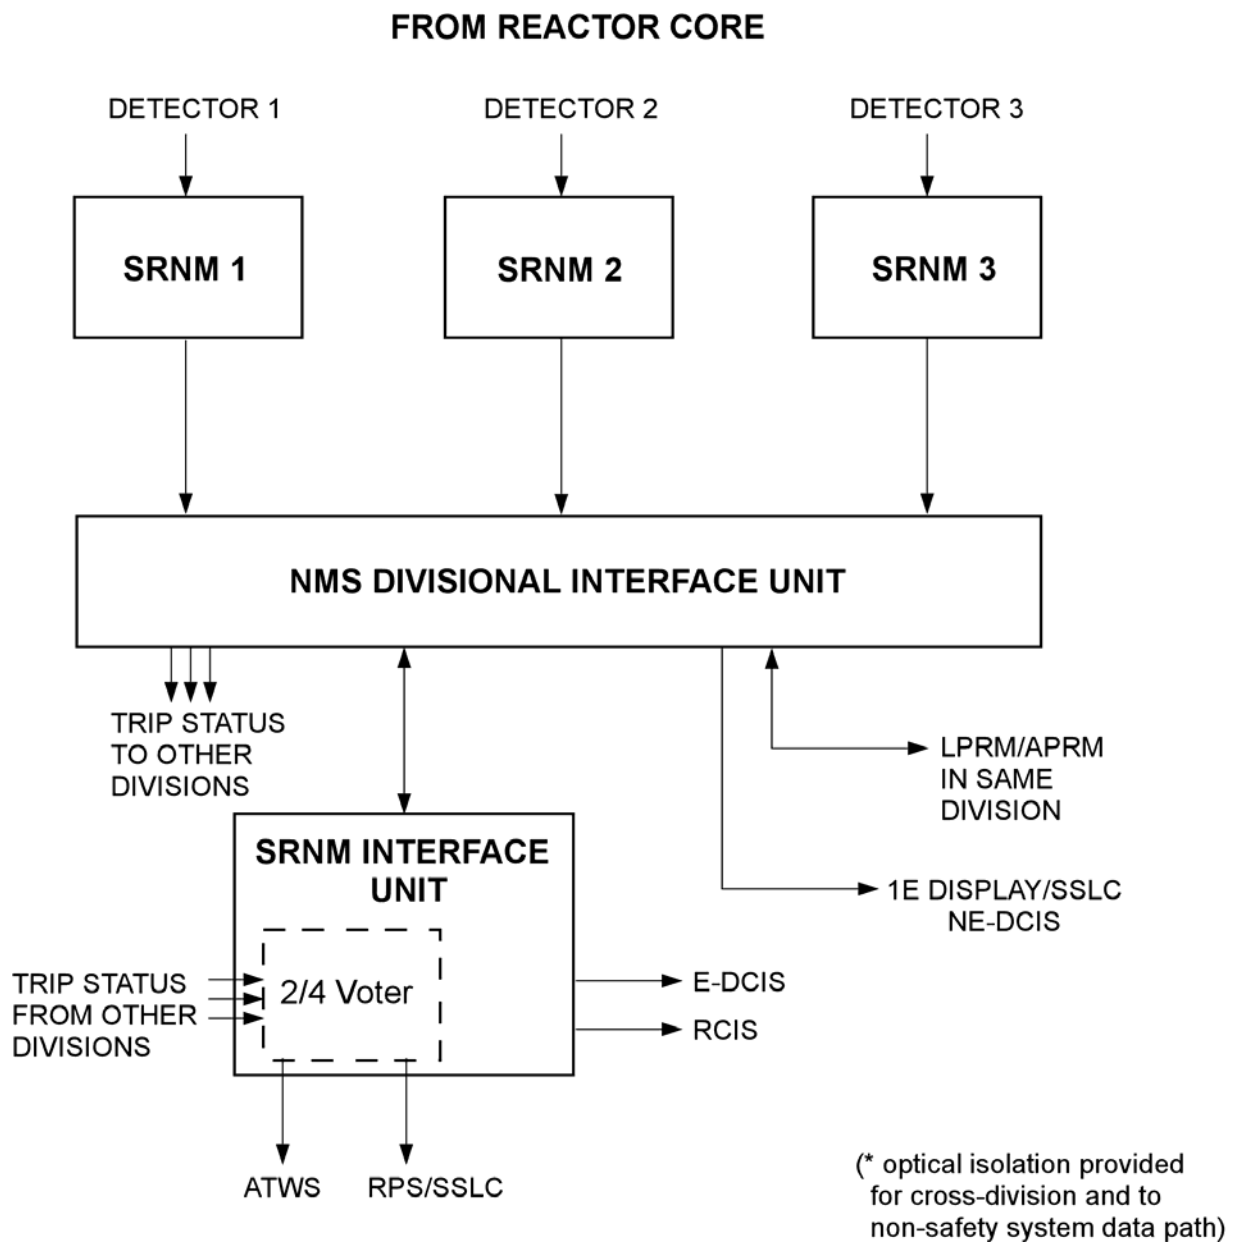 FROM REACTOR CORE
DETECTOR 1
DETECTOR 2
DETECTOR 3
SRNM 1
SRNM 2
SRNM 3
NMS DIVISIONAL INTERFACE UNIT
TRIP STATUS
TO OTHER
DIVISIONS
LPRM/APRM
IN SAME
DIVISION
SRNM INTERFACE
UNIT
1E DISPLAY/SSLC
NE-DCIS
TRIP STATUS
FROM OTHER
DIVISIONS
2/4 Voter
E-DCIS
RCIS
ATWS
RPS/SSLC
(* optical isolation provided
for cross-division and to
non-safety system data path)